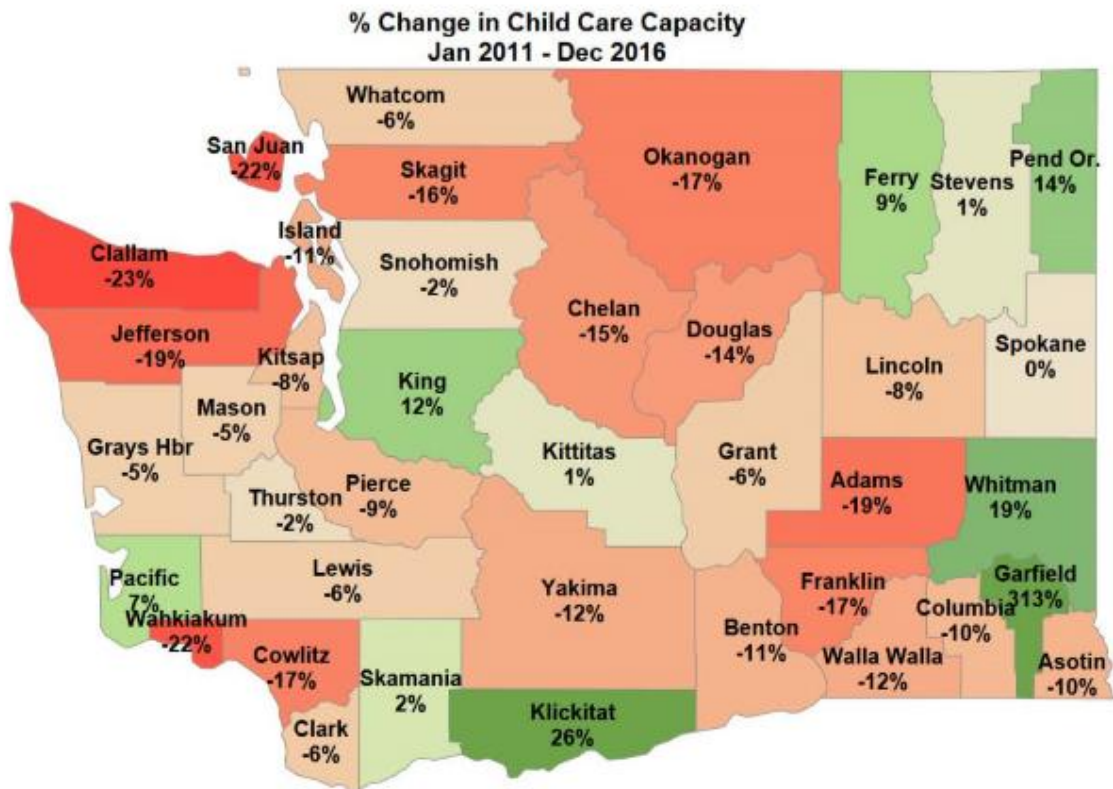 % Change in Child Care Capacity
Jan 2011 - Dec 2016
Whatcom
-6%
San Juan
-22%
Skagit
-16%
Okanogan
-17%
Ferry
9%
Stevens
1%
Pend Or.
14%
Island
-11%
Clallam
-23%
Snohomish
-2%
Chelan
-15%
Douglas
-14%
Jefferson
-19%
Kitsap
-8%
King
12%
Lincoln
-8%
Spokane
0%
Mason
-5%
Grays Hbr
-5%
Kittitas
1%
Grant
-6%
Adams
-19%
Whitman
19%
Thurston
-2%
Pierce
-9%
Pacific
7%
Lewis
-6%
Yakima
-12%
Franklin
-17%
Garfield
313%
Columbia
-10%
Wahkiakum
-22%
Cowlitz
-17%
Skamania
2%
Benton
-11%
Walla Walla
-12%
Asotin
-10%
Clark
-6%
Klickitat
26%